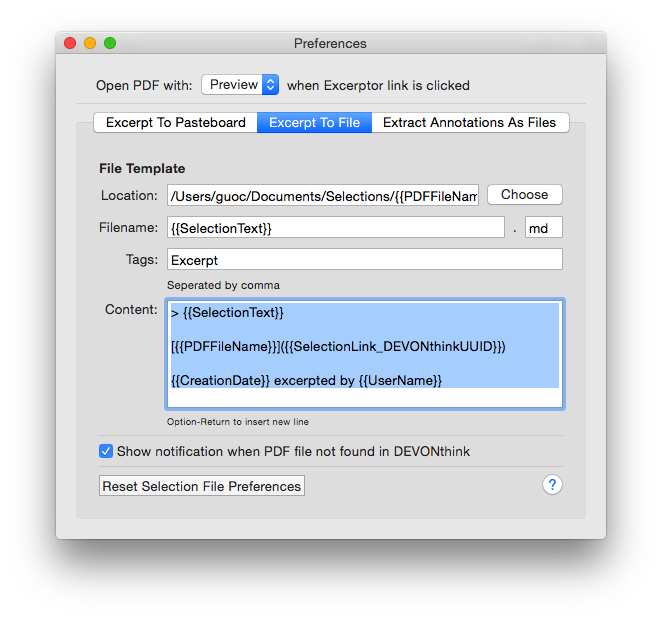 Preferences
Open PDF with: Preview when Excerptor link is clicked
Excerpt To Pasteboard Excerpt To File Extract Annotations As Files
File Template
Location: /Users/guoc/Documents/Selections/{{PDFFileNam Choose
Filename: {{SelectionText}} . md
Tags: Excerpt
Seperated by comma
Content: > {{SelectionText}}
[{{PDFFileName}}]({{SelectionLink_DEVONthinkUUID}})
{{CreationDate}} excerpted by {{UserName}}
Option-Return to insert new line
Show notification when PDF file not found in DEVONthink
Reset Selection File Preferences ?